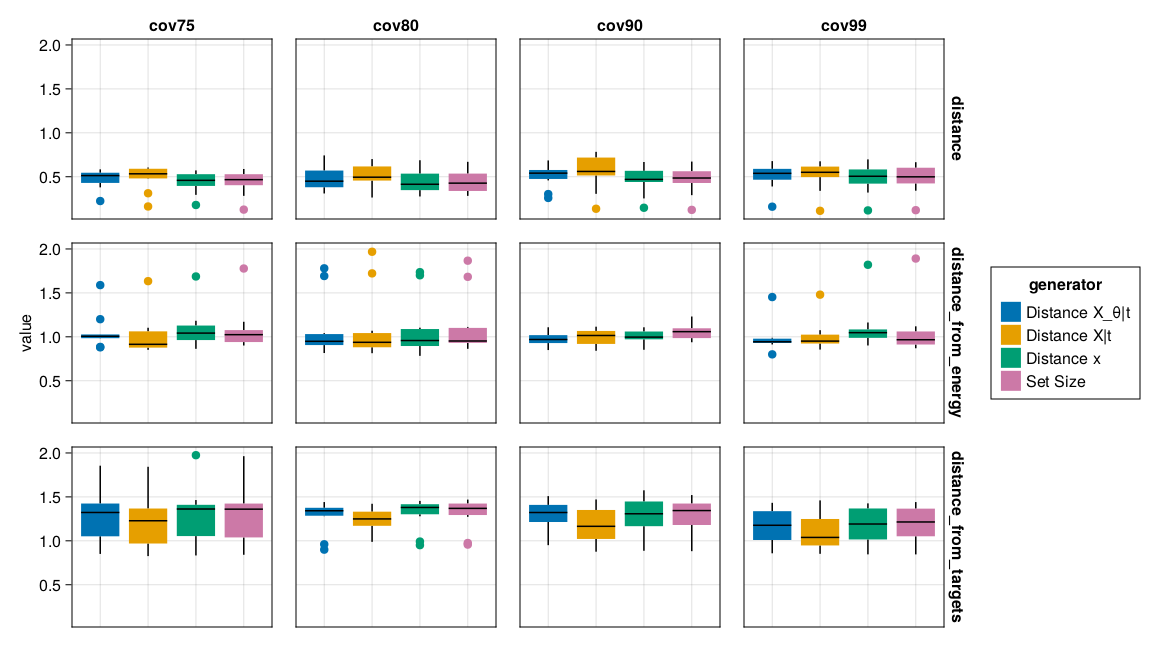 cov75 cov80 cov90 cov99
2.0
1.5
1.0
0.5
distance
2.0
1.5
1.0
0.5
distance_from_energy
value
2.0
1.5
1.0
0.5
distance_from_targets
generator
Distance X_θ|t
Distance X|t
Distance x
Set Size